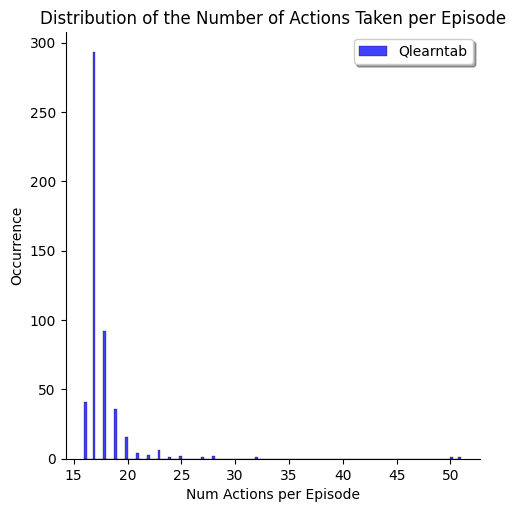 Distribution of the Number of Actions Taken per Episode
Qlearntab
300
250
200
150
100
50
0
Occurrence
15 20 25 30 35 40 45 50
Num Actions per Episode